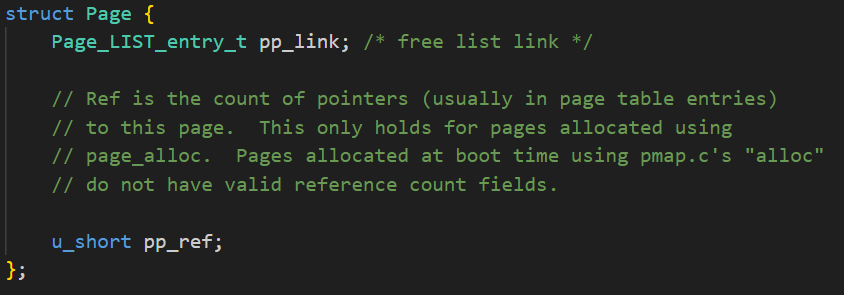 struct Page {
    Page_LIST_entry_t pp_link; /* free list link */
    // Ref is the count of pointers (usually in page table entries)
    // to this page.  This only holds for pages allocated using
    // page_alloc.  Pages allocated at boot time using pmap.c's "alloc"
    // do not have valid reference count fields.
    u_short pp_ref;
};